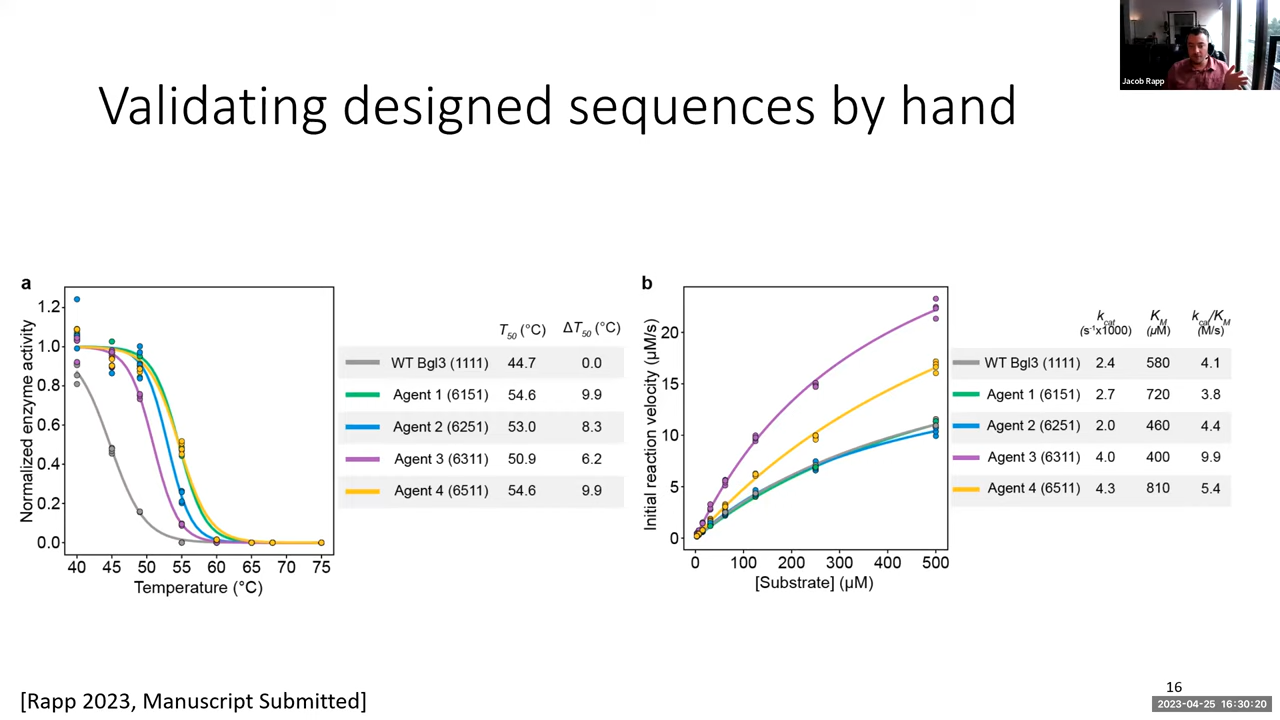 Jacob Rapp
Validating designed sequences by hand
a
Normalized enzyme activity
1.2
1.0
0.8
0.6
0.4
0.2
0.0
40 45 50 55 60 65 70 75
Temperature (°C)
T50 (°C) ΔT50 (°C)
WT Bgl3 (1111) 44.7 0.0
Agent 1 (6151) 54.6 9.9
Agent 2 (6251) 53.0 8.3
Agent 3 (6311) 50.9 6.2
Agent 4 (6511) 54.6 9.9
b
Initial reaction velocity (µM/s)
20
15
10
5
0
0 100 200 300 400 500
[Substrate] (µM)
kcat KM kcat/KM
(s-1x1000) (µM) (M/s)
WT Bgl3 (1111) 2.4 580 4.1
Agent 1 (6151) 2.7 720 3.8
Agent 2 (6251) 2.0 460 4.4
Agent 3 (6311) 4.0 400 9.9
Agent 4 (6511) 4.3 810 5.4
[Rapp 2023, Manuscript Submitted]
16
2023-04-25 16:30:20